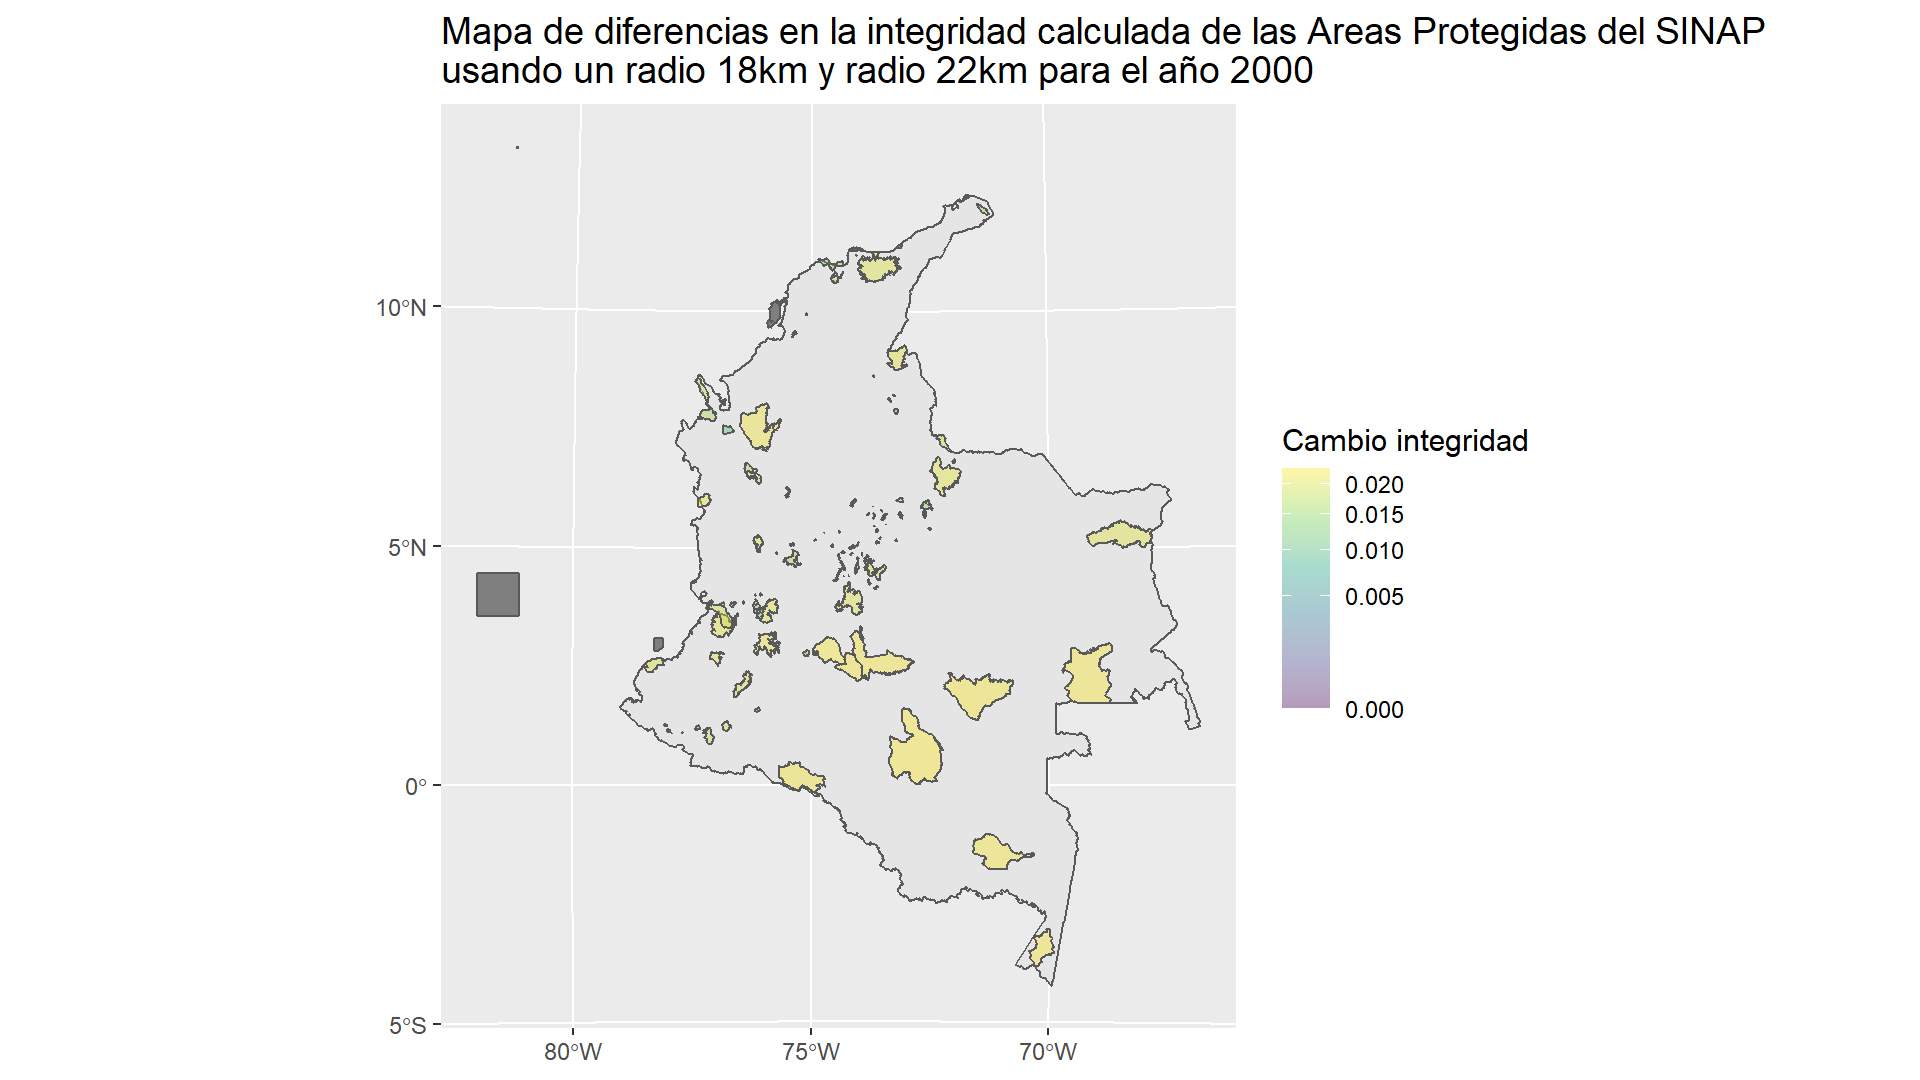 Mapa de diferencias en la integridad calculada de las Areas Protegidas del SINAP
usando un radio 18km y radio 22km para el año 2000
10°N
5°N
0°
5°S
80°W
75°W
70°W
Cambio integridad
0.020
0.015
0.010
0.005
0.000